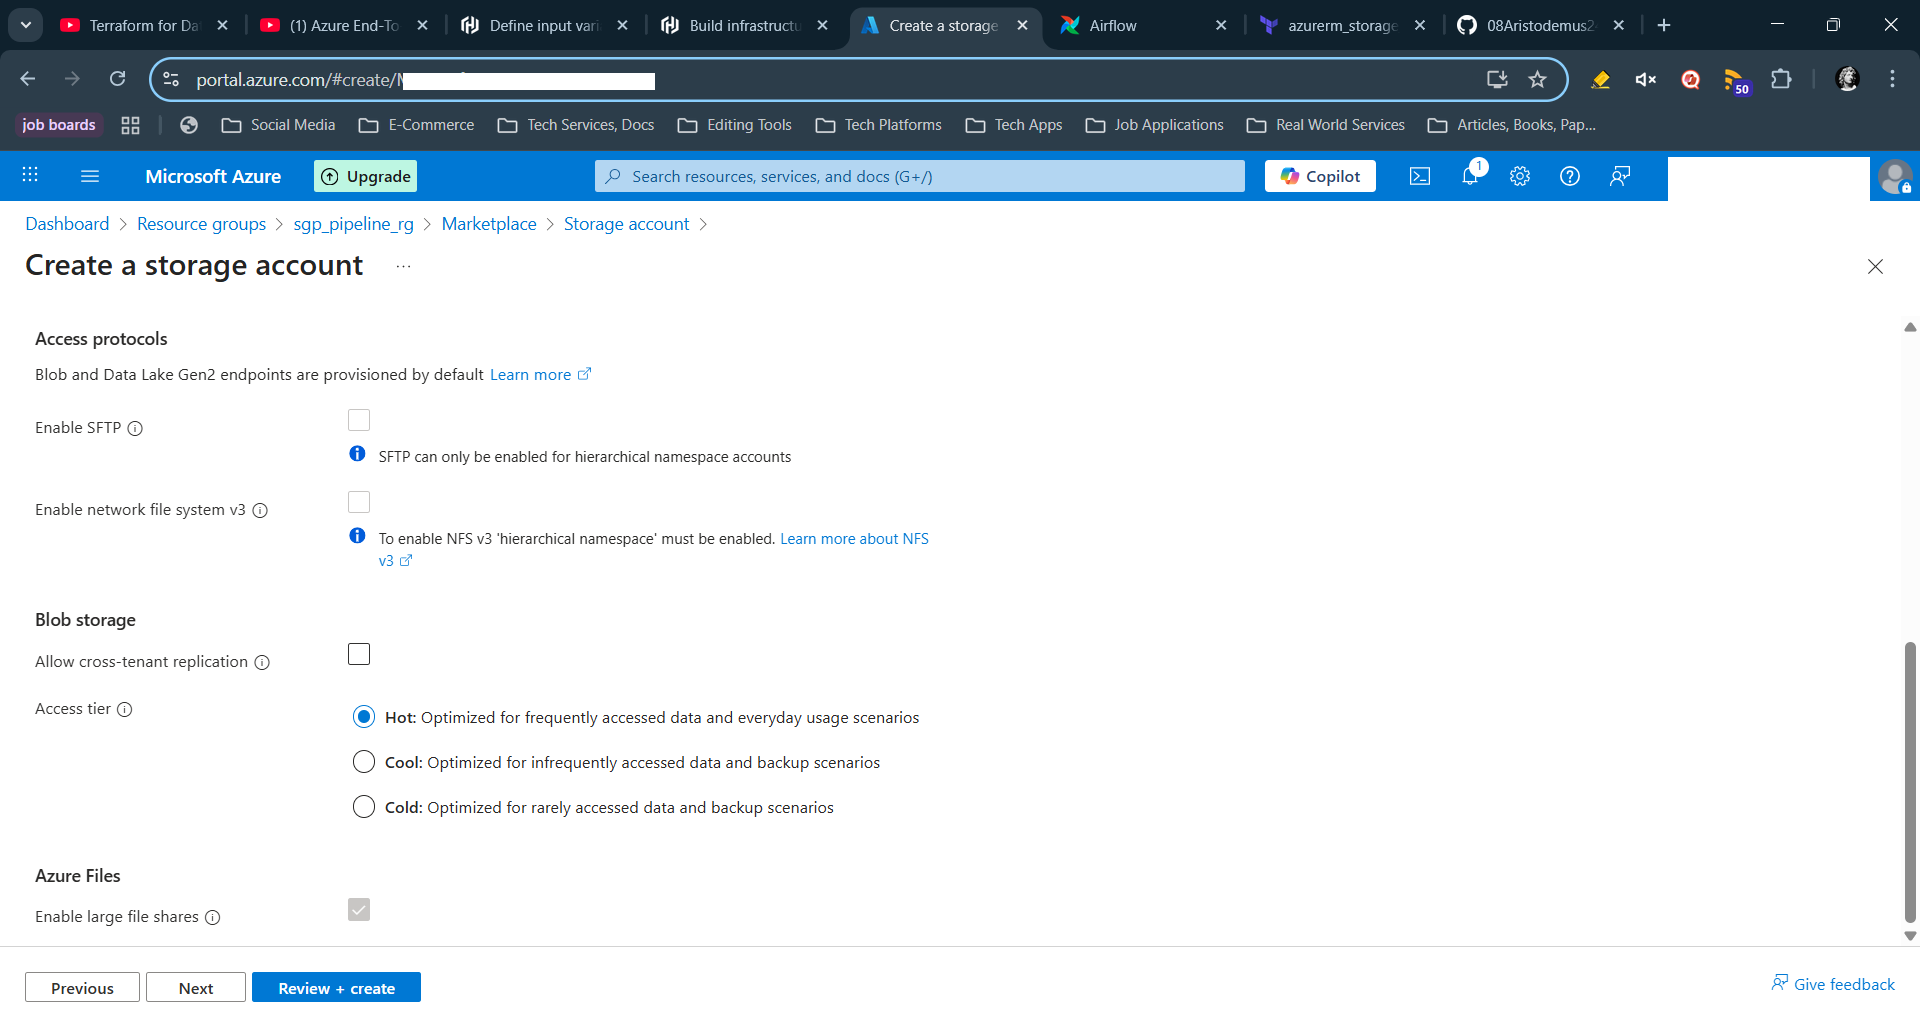 Terraform for Da
(1) Azure End-To
Define input vari
Build infrastructu
Create a storage
Airflow
azurerm_storage
08Aristodemus2
portal.azure.com/#create/
job boards
Social Media
E-Commerce
Tech Services, Docs
Editing Tools
Tech Platforms
Tech Apps
Job Applications
Real World Services
Articles, Books, Pap...
50
Microsoft Azure
Upgrade
Search resources, services, and docs (G+/)
Copilot
1
Dashboard > Resource groups > sgp_pipeline_rg > Marketplace > Storage account >
Create a storage account ...
Access protocols
Blob and Data Lake Gen2 endpoints are provisioned by default Learn more
Enable SFTP
SFTP can only be enabled for hierarchical namespace accounts
Enable network file system v3
To enable NFS v3 'hierarchical namespace' must be enabled. Learn more about NFS
v3
Blob storage
Allow cross-tenant replication
Access tier
Hot: Optimized for frequently accessed data and everyday usage scenarios
Cool: Optimized for infrequently accessed data and backup scenarios
Cold: Optimized for rarely accessed data and backup scenarios
Azure Files
Enable large file shares
Previous
Next
Review + create
Give feedback